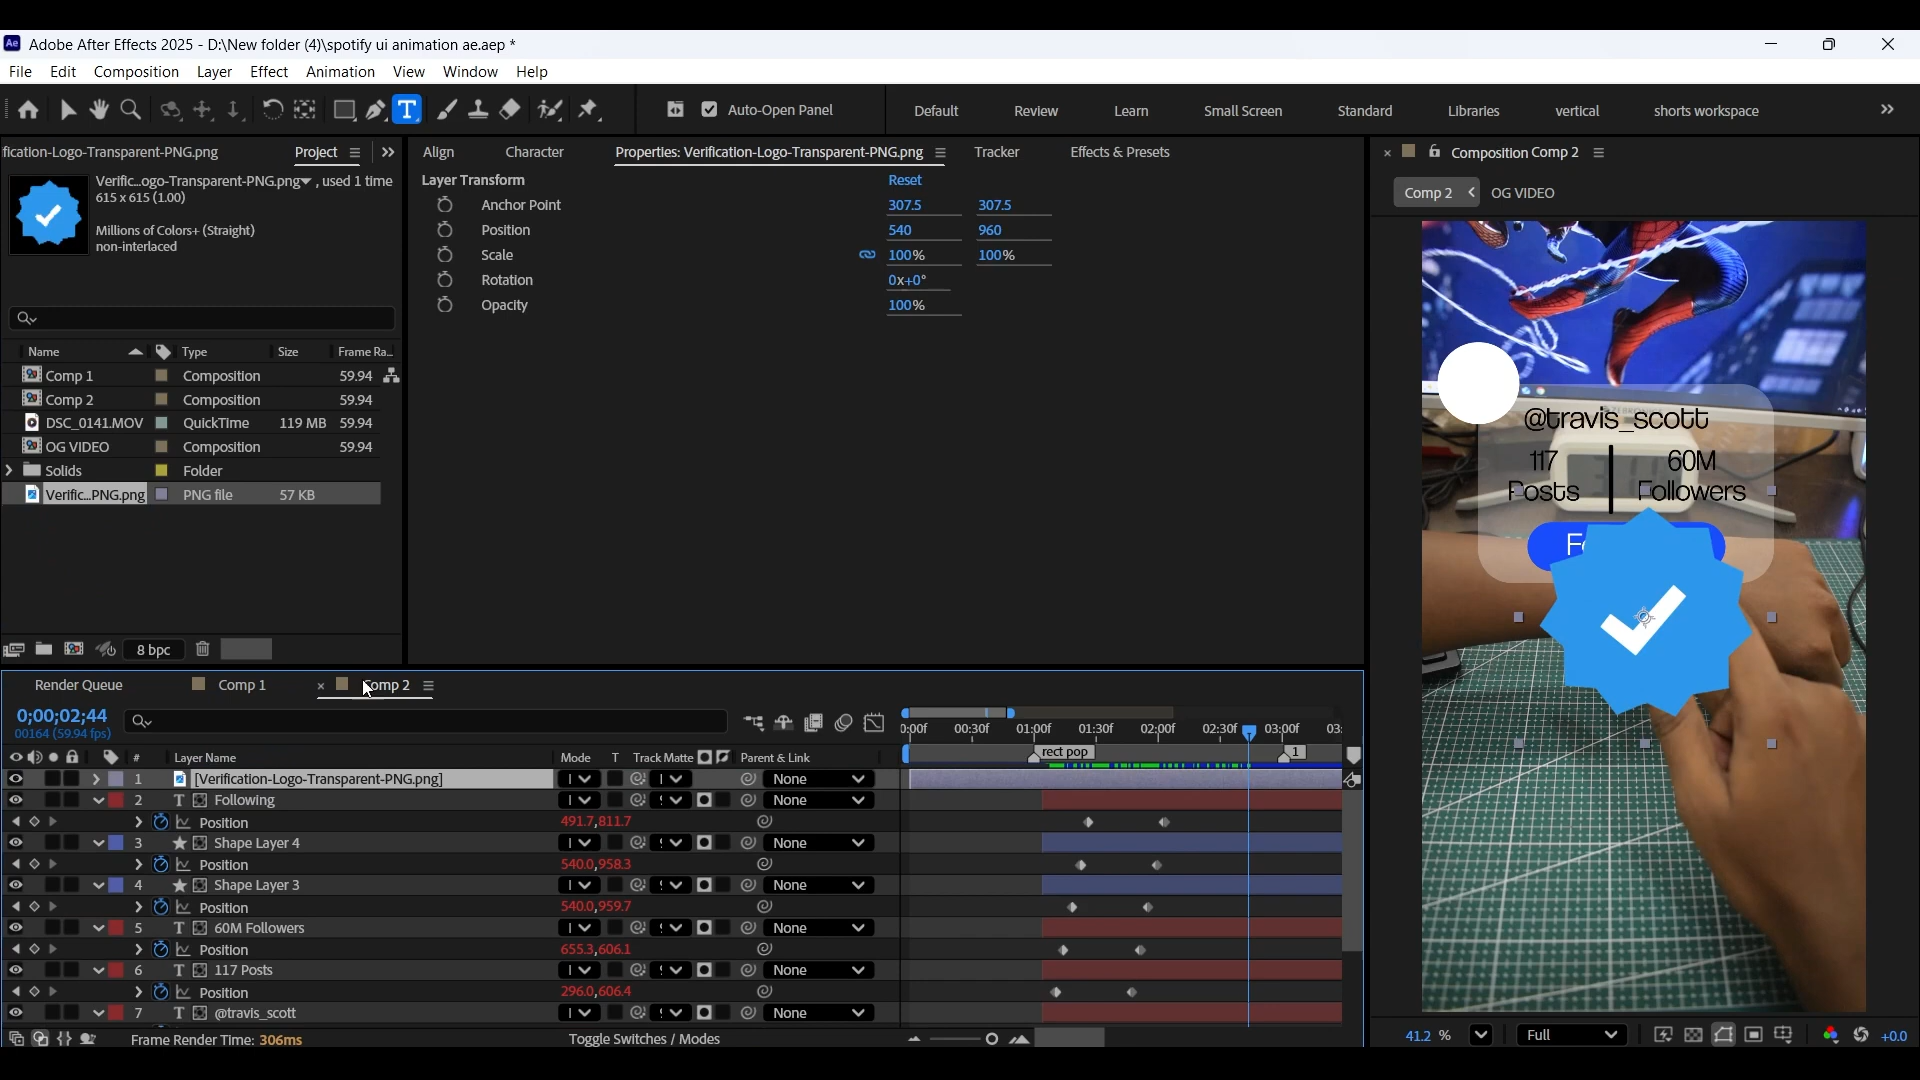 Ae Adobe After Effects 2025 - D:\New folder (4)\spotify ui animation ae.aep *
File Edit Composition Layer Effect Animation View Window Help
T Auto-Open Panel Default Review Learn Small Screen Standard Libraries vertical shorts workspace
fication-Logo-Transparent-PNG.png Project
Verific...ogo-Transparent-PNG.png , used 1 time
615 x 615 (1.00)
Millions of Colors+ (Straight)
non-interlaced
Name Type Size Frame Ra...
Comp 1 Composition 59.94
Comp 2 Composition 59.94
DSC_0141.MOV QuickTime 119 MB 59.94
OG VIDEO Composition 59.94
Solids Folder
Verific...PNG.png PNG file 57 KB
8 bpc
Align Character Properties: Verification-Logo-Transparent-PNG.png Tracker Effects & Presets
Layer Transform Reset
Anchor Point 307.5 307.5
Position 540 960
Scale 100% 100%
Rotation 0x+0°
Opacity 100%
Composition Comp 2
Comp 2 OG VIDEO
@travis_scott
117 60M
Posts Followers
41.2 % Full +0.0
Render Queue Comp 1 Comp 2
0;00;02;44
00164 (59.94 fps)
0:00f 00:30f 01:00f 01:30f 02:00f 02:30f 03:00f 03:
rect pop 1
# Layer Name Mode T Track Matte Parent & Link
1 [Verification-Logo-Transparent-PNG.png] None
2 T Following None
Position 491.7,811.7
3 Shape Layer 4 None
Position 540.0,958.3
4 Shape Layer 3 None
Position 540.0,959.7
5 T 60M Followers None
Position 655.3,606.1
6 T 117 Posts None
Position 296.0,606.4
7 T @travis_scott None
Frame Render Time: 306ms Toggle Switches / Modes